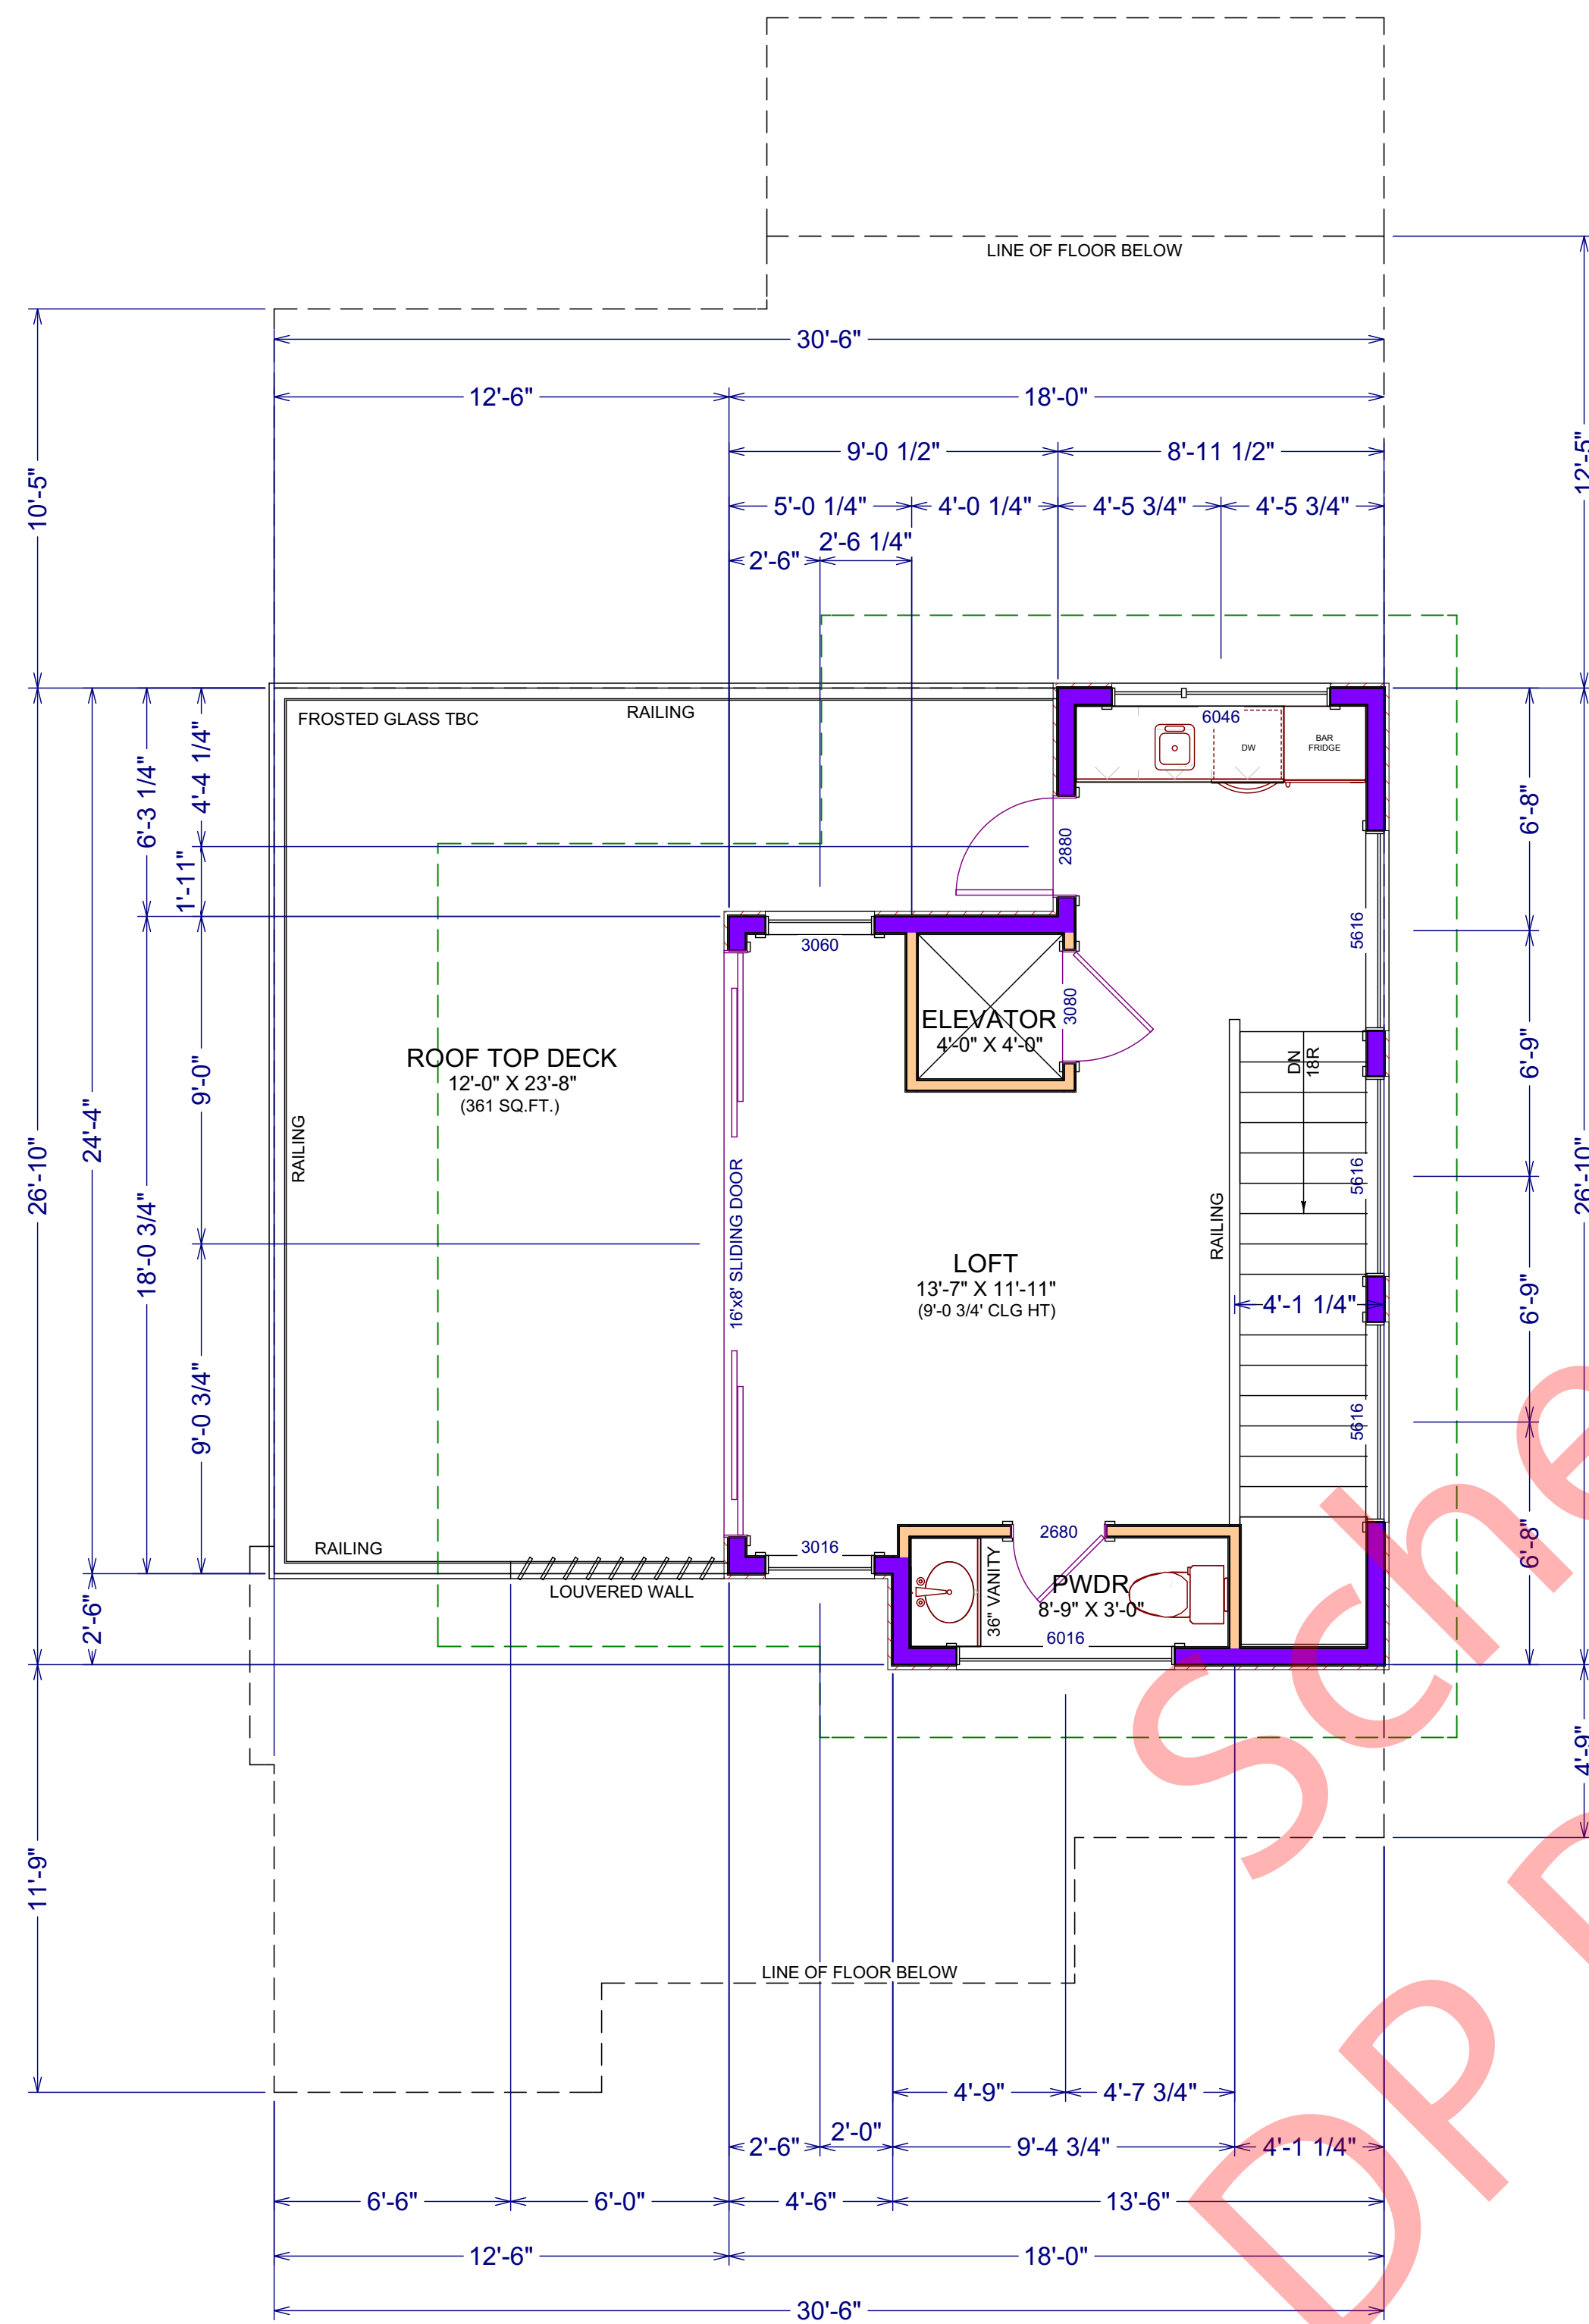 LINE OF FLOOR BELOW
30'-6"
12'-6"
18'-0"
9'-0 1/2"
8'-11 1/2"
5'-0 1/4"
4'-0 1/4"
4'-5 3/4"
4'-5 3/4"
2'-6"
2'-6 1/4"
10'-5"
12'-5"
FROSTED GLASS TBC
RAILING
6046
DW
BAR
FRIDGE
4'-4 1/4"
6'-3 1/4"
1'-11"
6'-8"
2880
5616
3060
ELEVATOR
4'-0" X 4'-0"
3080
ROOF TOP DECK
12'-0" X 23'-8"
(361 SQ.FT.)
DN
18R
9'-0"
6'-9"
24'-4"
26'-10"
RAILING
16'x8' SLIDING DOOR
RAILING
5616
26'-10"
18'-0 3/4"
LOFT
13'-7" X 11'-11"
(9'-0 3/4' CLG HT)
4'-1 1/4"
6'-9"
9'-0 3/4"
5616
RAILING
3016
2680
6'-8"
LOUVERED WALL
36" VANITY
PWDR
8'-9" X 3'-0"
6016
2'-6"
4'-9"
11'-9"
LINE OF FLOOR BELOW
4'-9"
4'-7 3/4"
2'-6"
2'-0"
9'-4 3/4"
4'-1 1/4"
6'-6"
6'-0"
4'-6"
13'-6"
12'-6"
18'-0"
30'-6"
Sche
DP